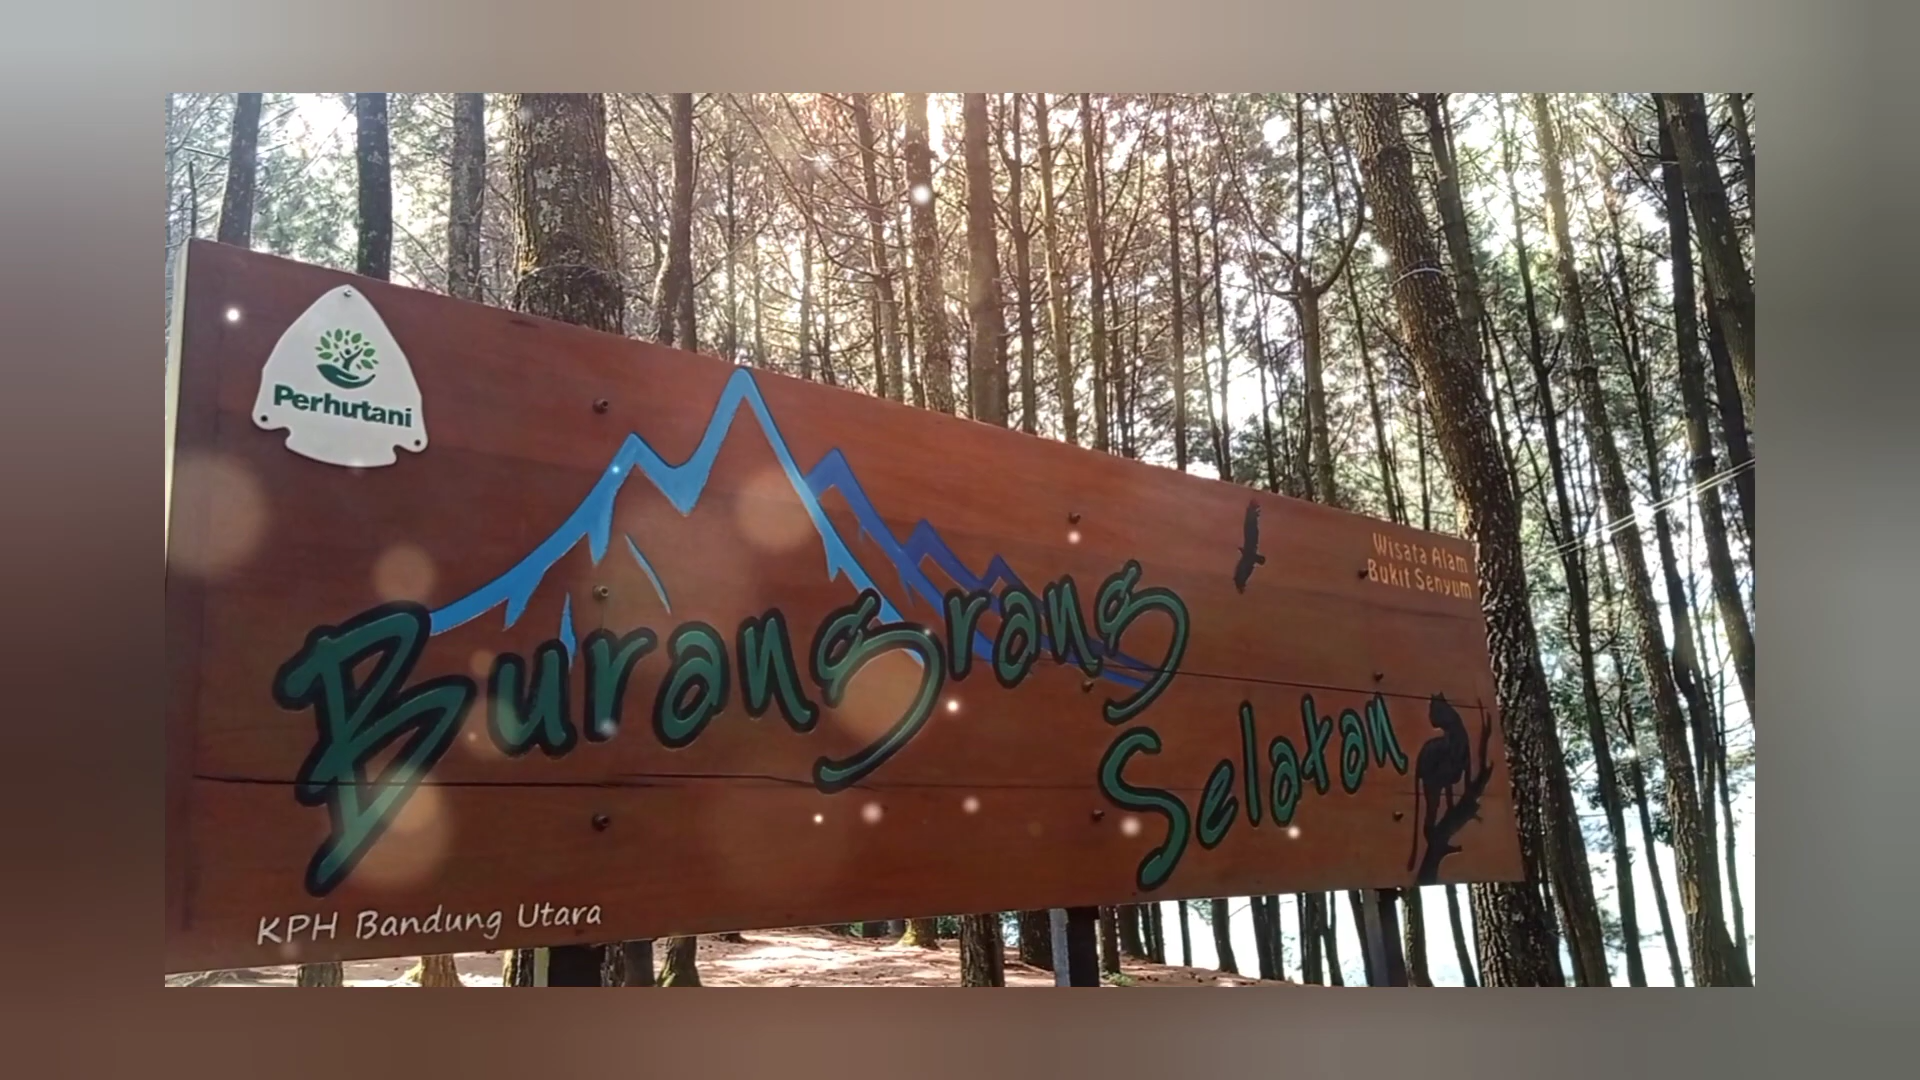 Perhutani
Wisata Alam
Bukit Senyum
Burangrang
Selatan
KPH Bandung Utara